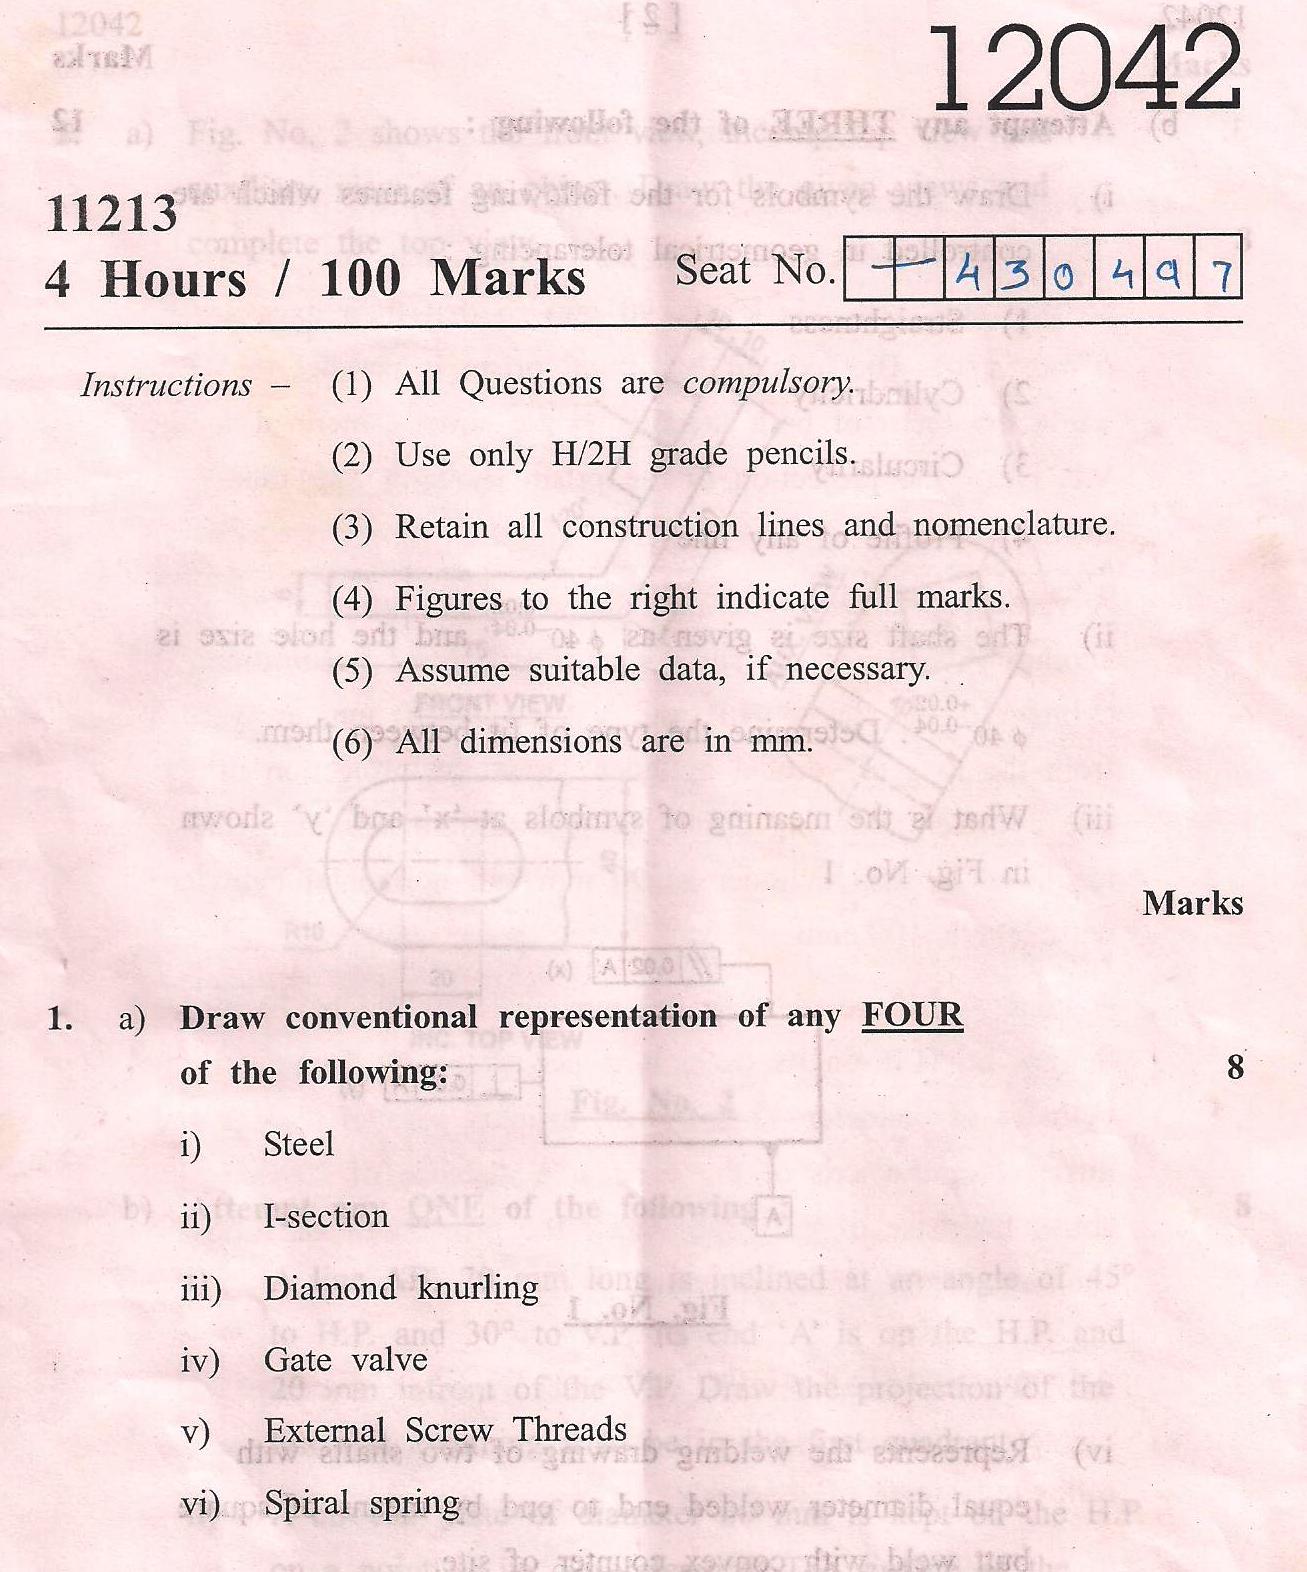 12042
11213
4 Hours / 100 Marks Seat No. 430497
Instructions – (1) All Questions are compulsory.
(2) Use only H/2H grade pencils.
(3) Retain all construction lines and nomenclature.
(4) Figures to the right indicate full marks.
(5) Assume suitable data, if necessary.
(6) All dimensions are in mm.
Marks
1. a) Draw conventional representation of any FOUR
of the following: 8
i) Steel
ii) I-section
iii) Diamond knurling
iv) Gate valve
v) External Screw Threads
vi) Spiral spring